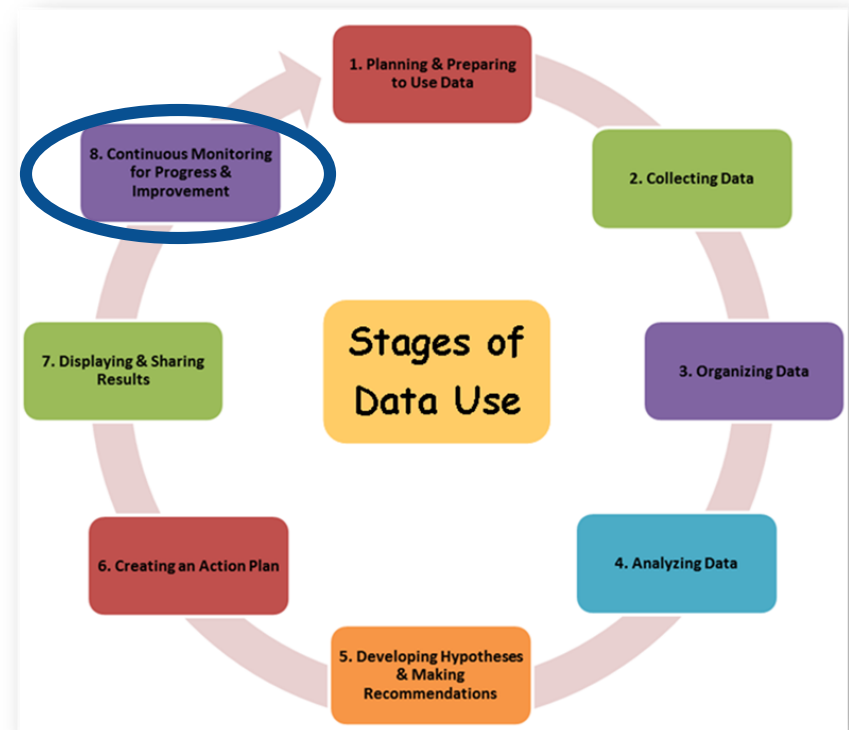 1. Planning & Preparing
to Use Data
2. Collecting Data
3. Organizing Data
4. Analyzing Data
5. Developing Hypotheses
& Making
Recommendations
6. Creating an Action Plan
7. Displaying & Sharing
Results
8. Continuous Monitoring
for Progress &
Improvement
Stages of
Data Use